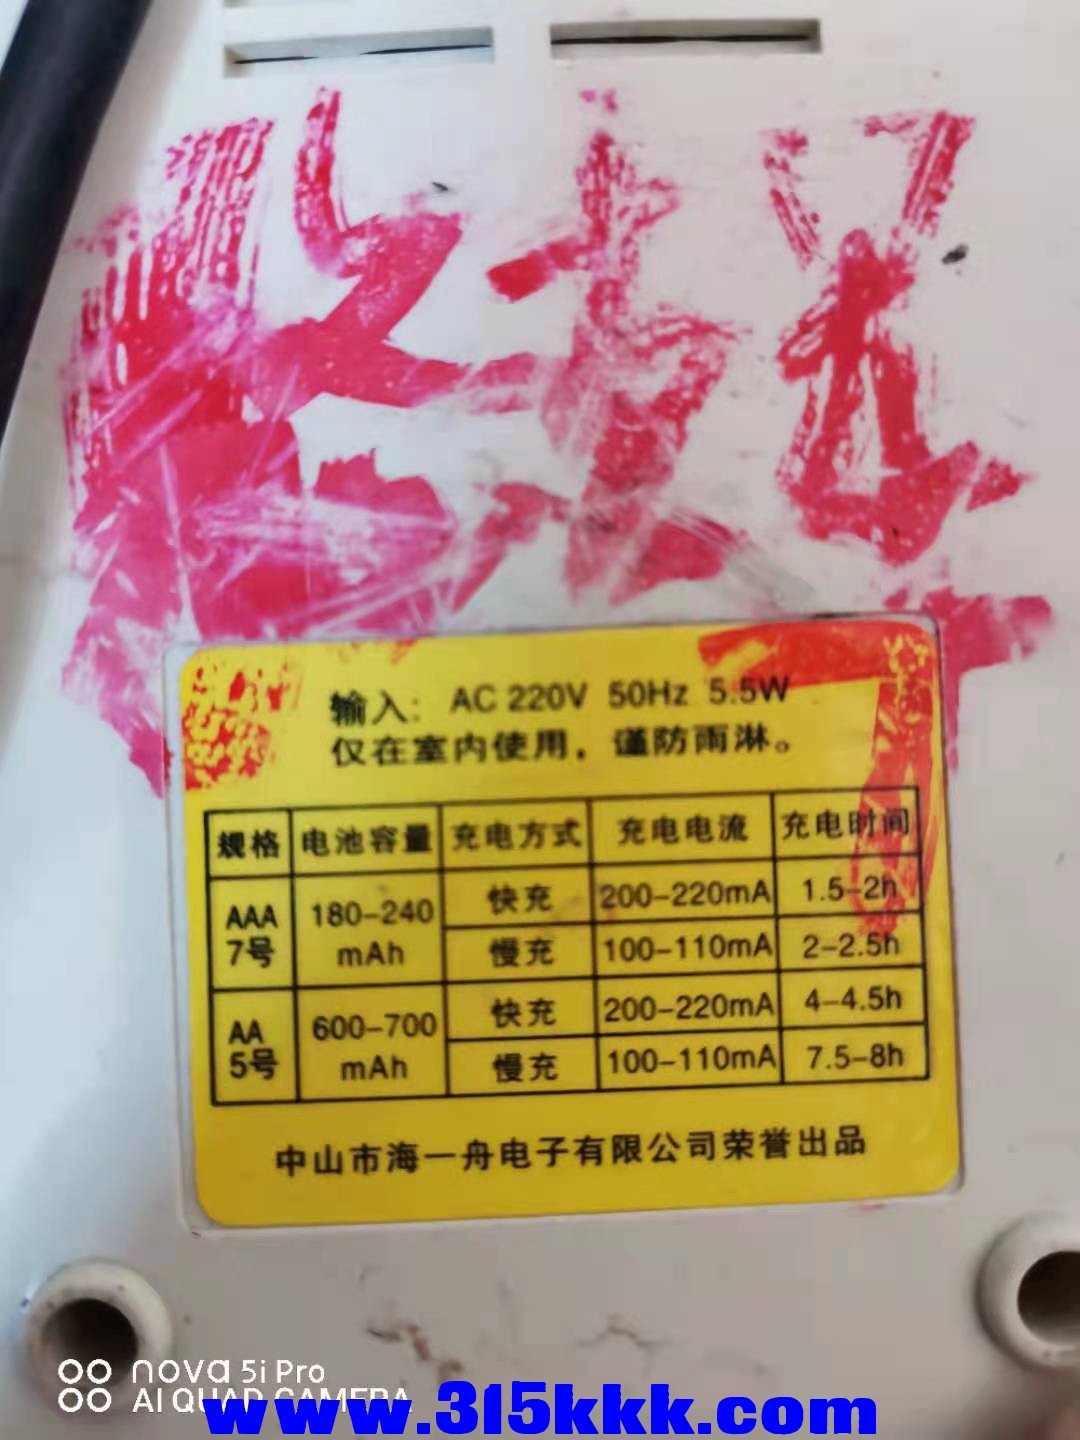 输入: AC 220V 50Hz 5.5W
仅在室内使用，谨防雨淋。
规格 电池容量 充电方式 充电电流 充电时间
AAA 7号 180-240 mAh 快充 200-220mA 1.5-2h
慢充 100-110mA 2-2.5h
AA 5号 600-700 mAh 快充 200-220mA 4-4.5h
慢充 100-110mA 7.5-8h
中山市海一舟电子有限公司荣誉出品
nova 5i Pro
AI QUAD CAMERA
www.315kkk.com